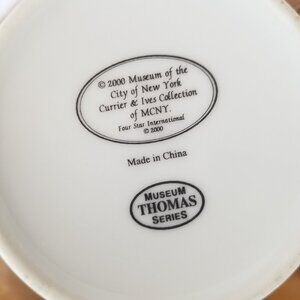 © 2000 Museum of the
City of New York
Currier & Ives Collection
of MCNY.
Four Star International
© 2000
Made in China
MUSEUM
THOMAS
SERIES